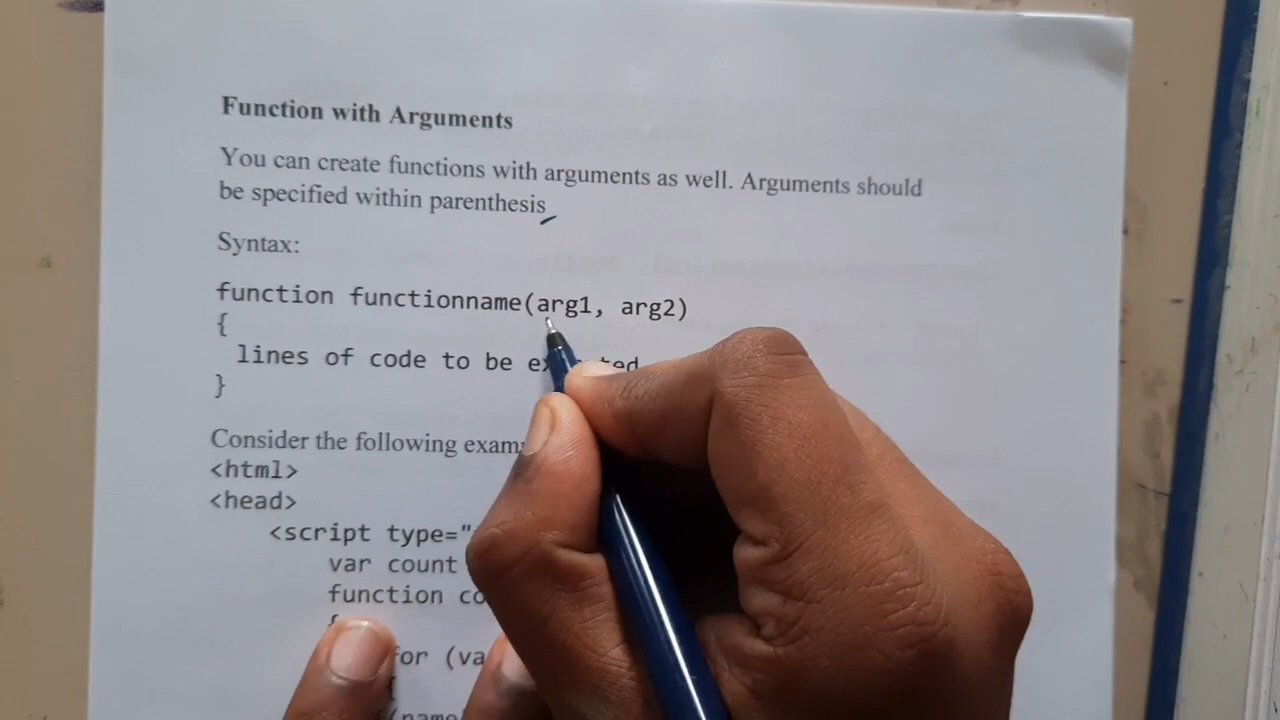 Function with Arguments
You can create functions with arguments as well. Arguments should
be specified within parenthesis
Syntax:
function functionname(arg1, arg2)
{
lines of code to be
}
Consider the following
<html>
<head>
<script type="
var count
function
{
for
{